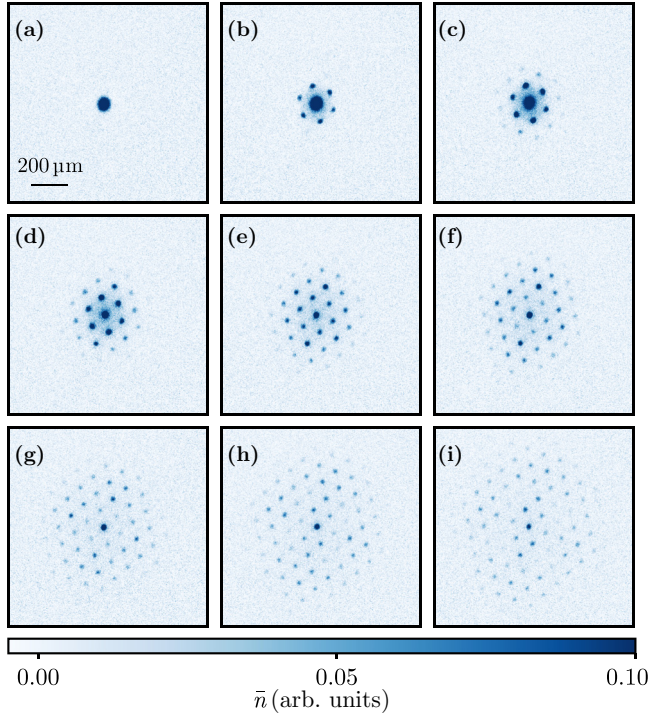 (a) (b) (c)
200 µm
(d) (e) (f)
(g) (h) (i)
0.00 0.05 0.10
n̄ (arb. units)